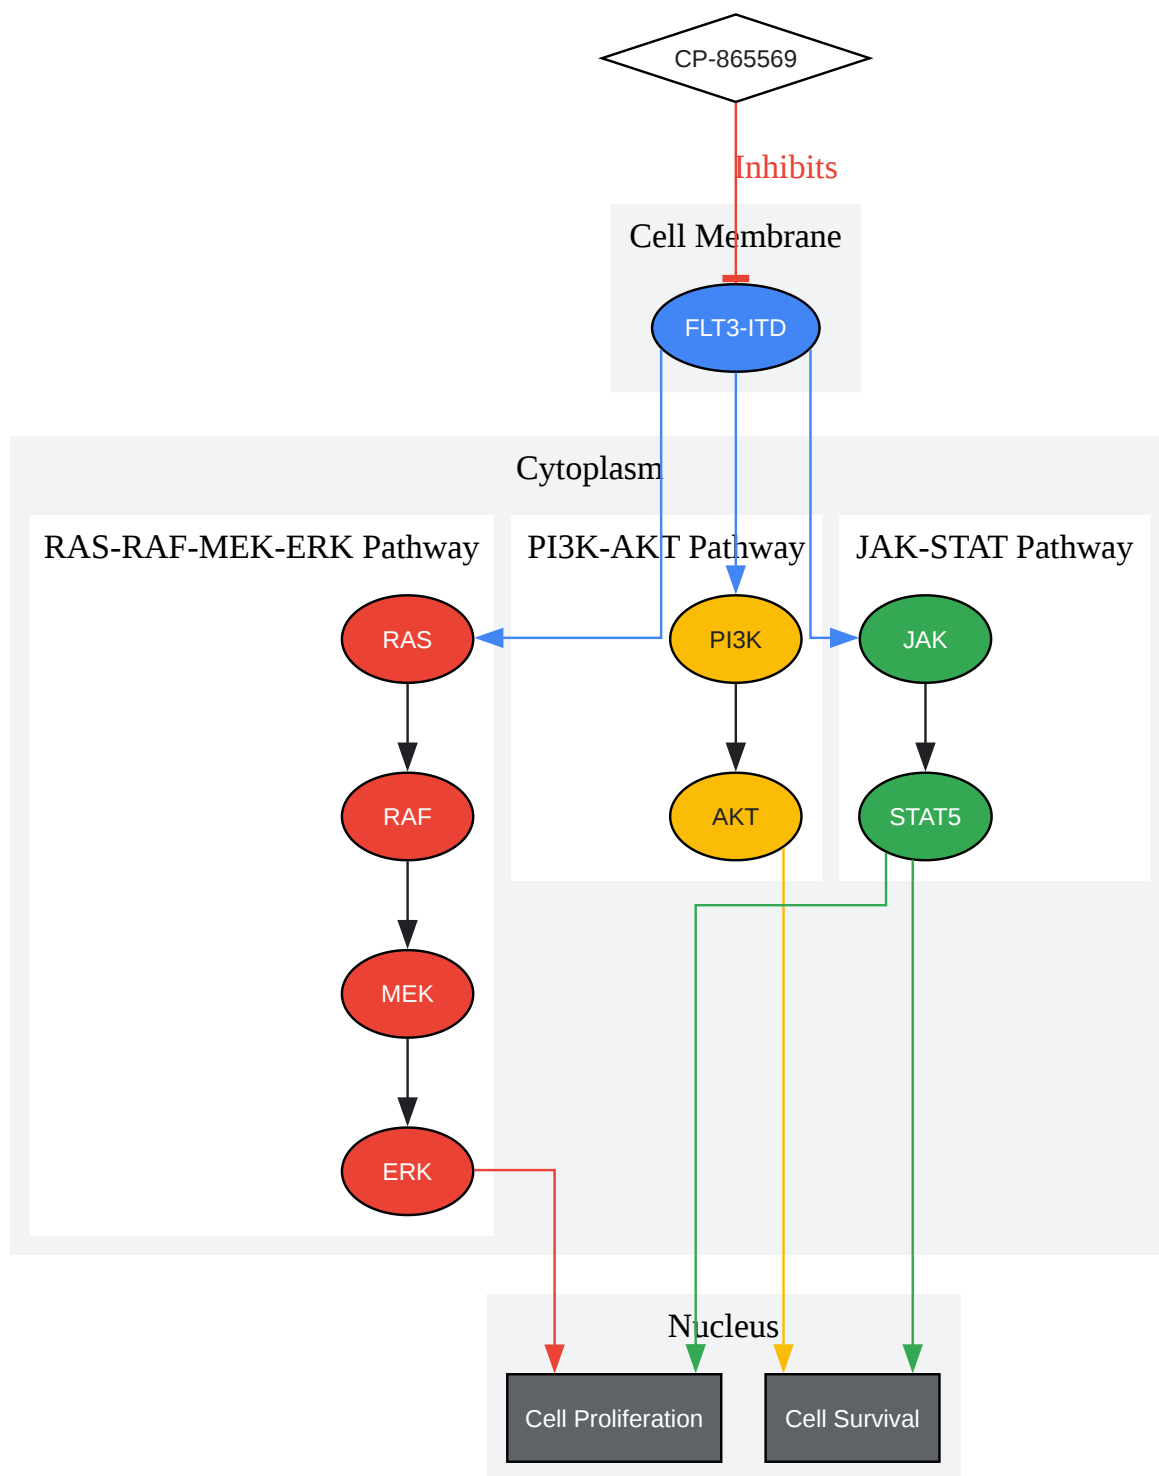 CP-865569
Inhibits
Cell Membrane
FLT3-ITD
Cytoplasm
RAS-RAF-MEK-ERK Pathway
PI3K-AKT Pathway
JAK-STAT Pathway
RAS
PI3K
JAK
RAF
AKT
STAT5
MEK
ERK
Nucleus
Cell Proliferation
Cell Survival